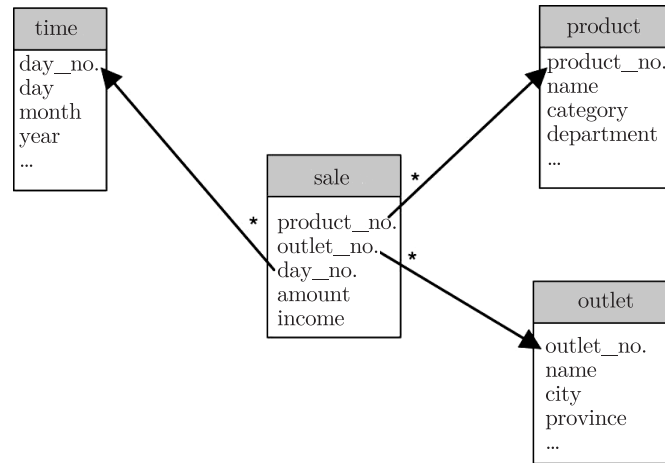 time
day_no.
day
month
year
...
product
product_no.
name
category
department
...
sale
product_no.
outlet_no.
day_no.
amount
income
*
*
*
outlet
outlet_no.
name
city
province
...